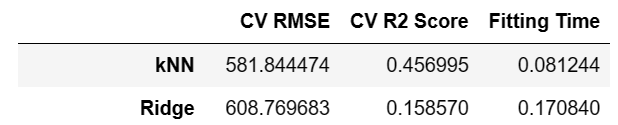 CV RMSE CV R2 Score Fitting Time
kNN 581.844474 0.456995 0.081244
Ridge 608.769683 0.158570 0.170840